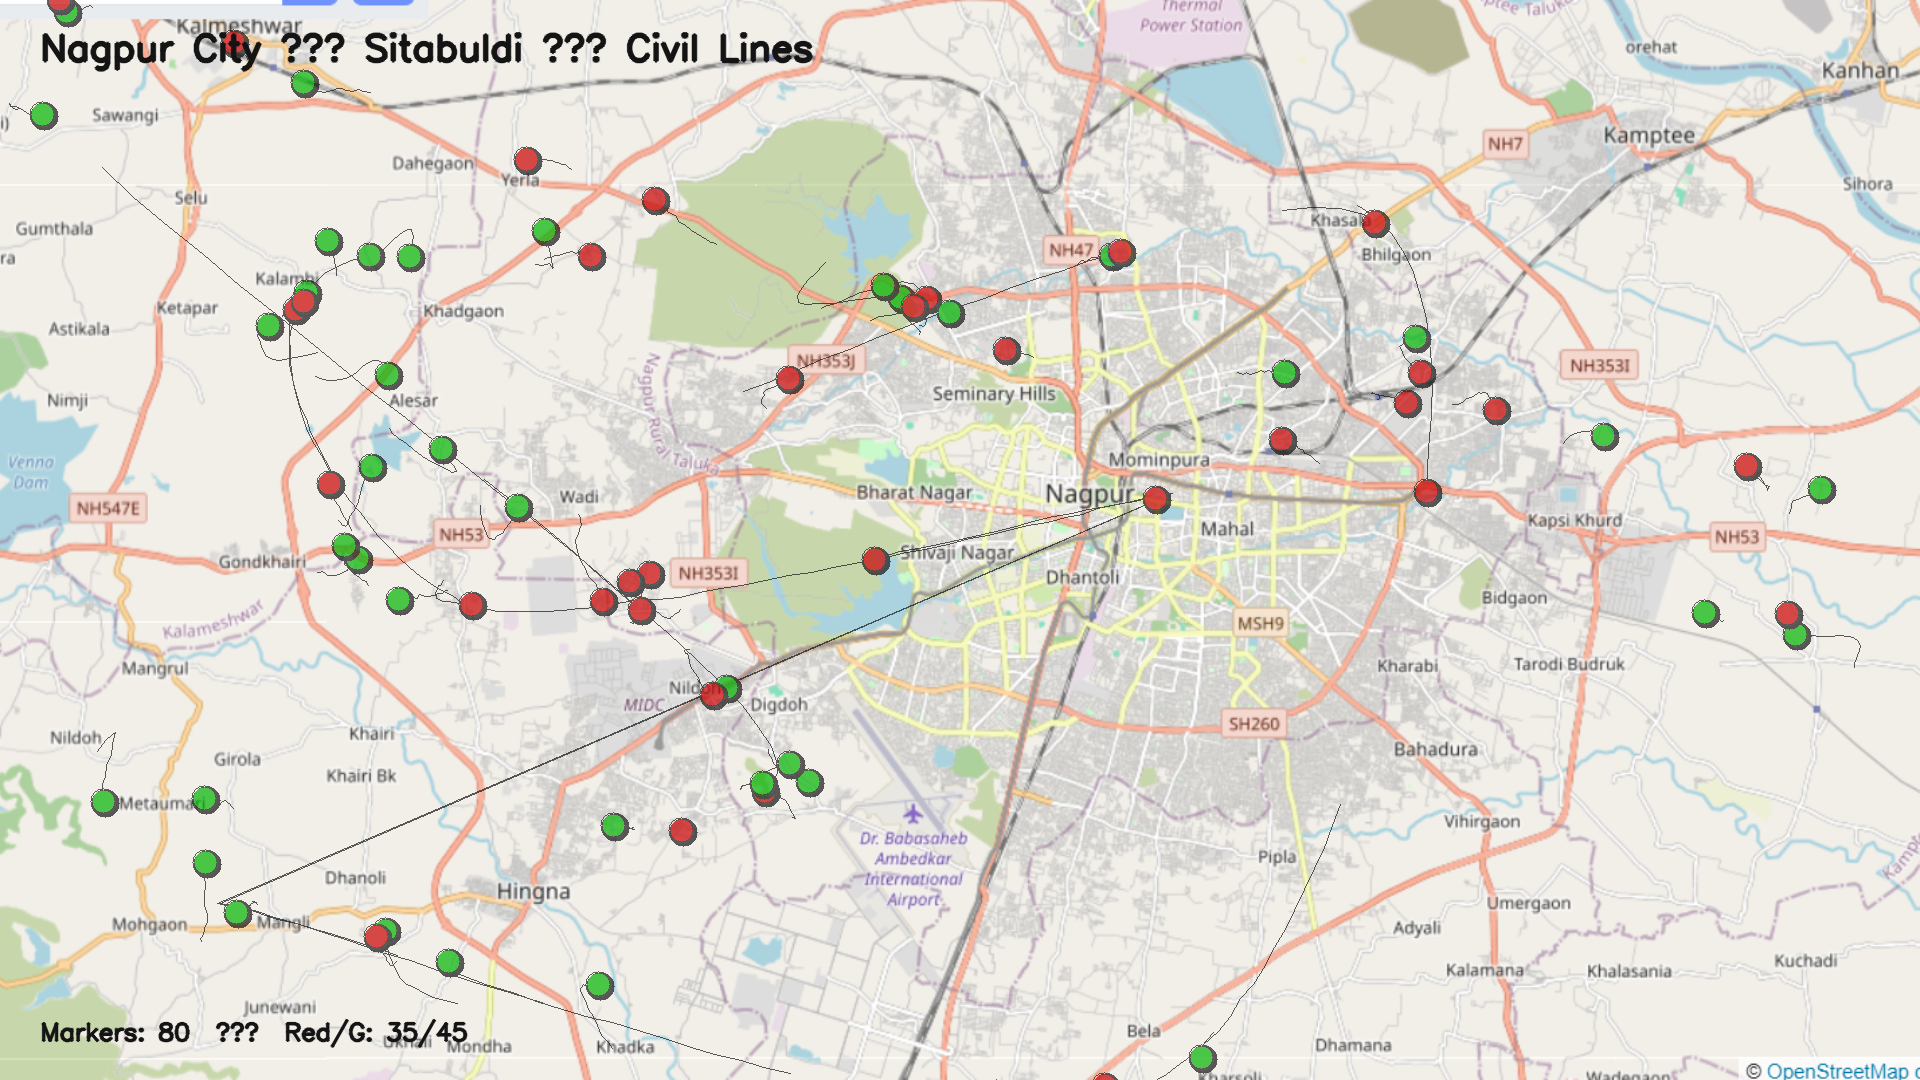 Thermal
Power Station
Kalmeshwar
Nagpur City ??? Sitabuldi ??? Civil Lines
orehat
Kanhan
Sawangi
NH7
Kamptee
Dahegaon
Yerla
Selu
Sihora
Gumthala
Khasala
NH47
Bhilgaon
Kalambi
Ketapar
Khadgaon
Astikala
NH353J
NH353I
Seminary Hills
Nimji
Alesar
Nagpur Rural Taluka
Mominpura
Venna
Dam
Wadi
Bharat Nagar
Nagpur
NH547E
Kapsi Khurd
Mahal
NH53
NH53
Shivaji Nagar
Gondkhairi
NH353I
Dhantoli
Bidgaon
Kalameshwar
MSH9
Mangrul
Kharabi
Tarodi Budruk
MIDC
Digdoh
SH260
Nildoh
Khairi
Bahadura
Girola
Khairi Bk
Metaumari
Vihirgaon
Dr. Babasaheb
Ambedkar
International
Airport
Pipla
Dhanoli
Hingna
Umergaon
Mohgaon
Mangli
Adyali
Kuchadi
Kalamana
Khalasania
Junewani
Markers: 80 ??? Red/G: 35/45
Mondha
Khadka
Bela
Dhamana
Kharsoli
Wadegaon
© OpenStreetMap c